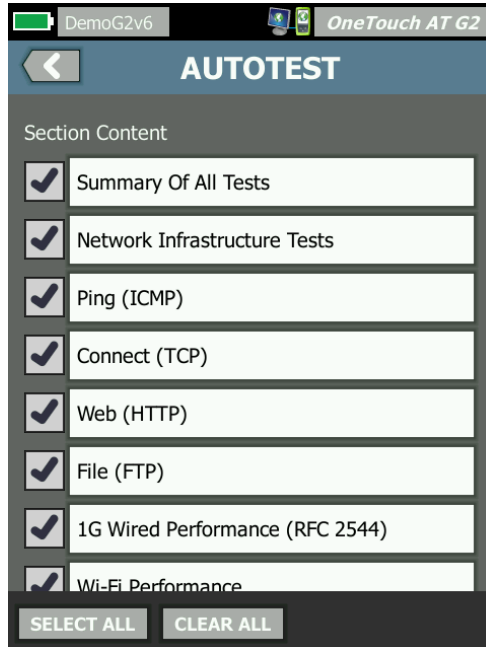 DemoG2v6
OneTouch AT G2
AUTOTEST
Section Content
Summary Of All Tests
Network Infrastructure Tests
Ping (ICMP)
Connect (TCP)
Web (HTTP)
File (FTP)
1G Wired Performance (RFC 2544)
Wi-Fi Performance
SELECT ALL
CLEAR ALL